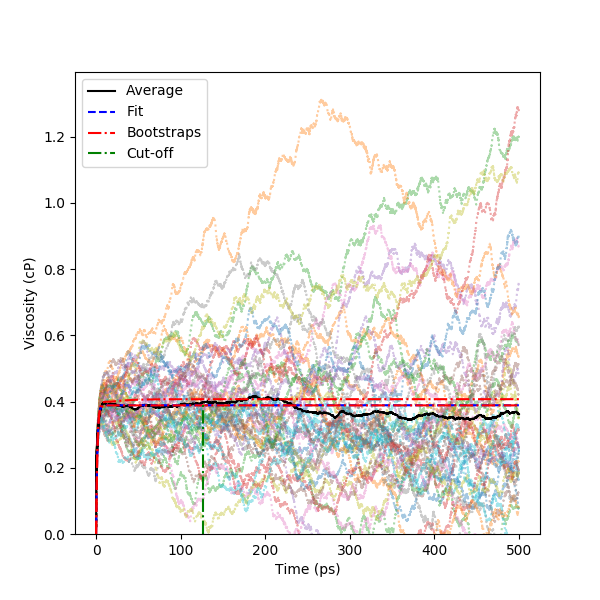 Average
Fit
Bootstraps
Cut-off
1.2
1.0
0.8
0.6
0.4
0.2
0.0
Viscosity (cP)
0 100 200 300 400 500
Time (ps)